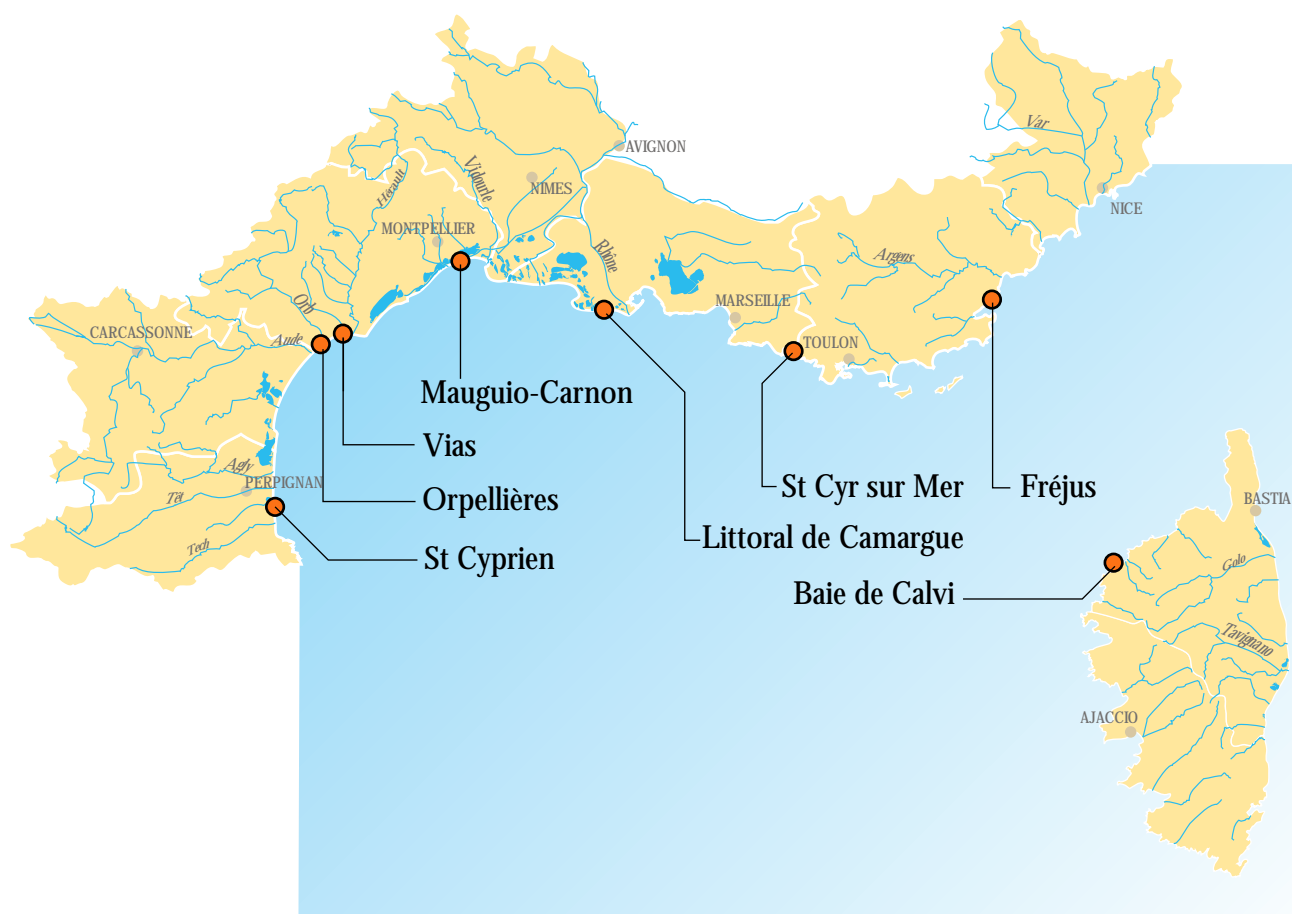 Var
AVIGNON
Vidourle
Hérault
NIMES
NICE
MONTPELLIER
Rhône
Argens
Orb
MARSEILLE
CARCASSONNE
Aude
TOULON
Mauguio-Carnon
Vias
Agly
PERPIGNAN
Têt
Orpellières
St Cyr sur Mer
Fréjus
BASTIA
Littoral de Camargue
Tech
St Cyprien
Golo
Baie de Calvi
Tavignano
AJACCIO